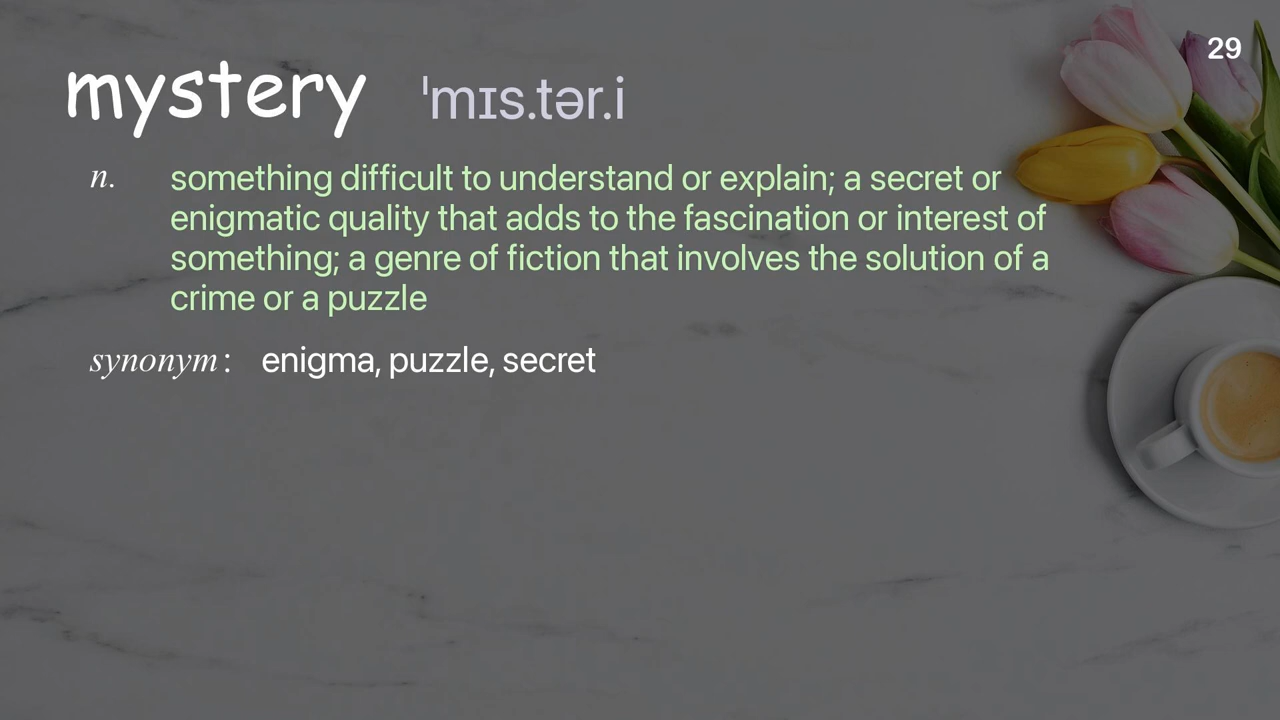 29
mystery ˈmɪs.tər.i
n. something difficult to understand or explain; a secret or
enigmatic quality that adds to the fascination or interest of
something; a genre of fiction that involves the solution of a
crime or a puzzle
synonym: enigma, puzzle, secret